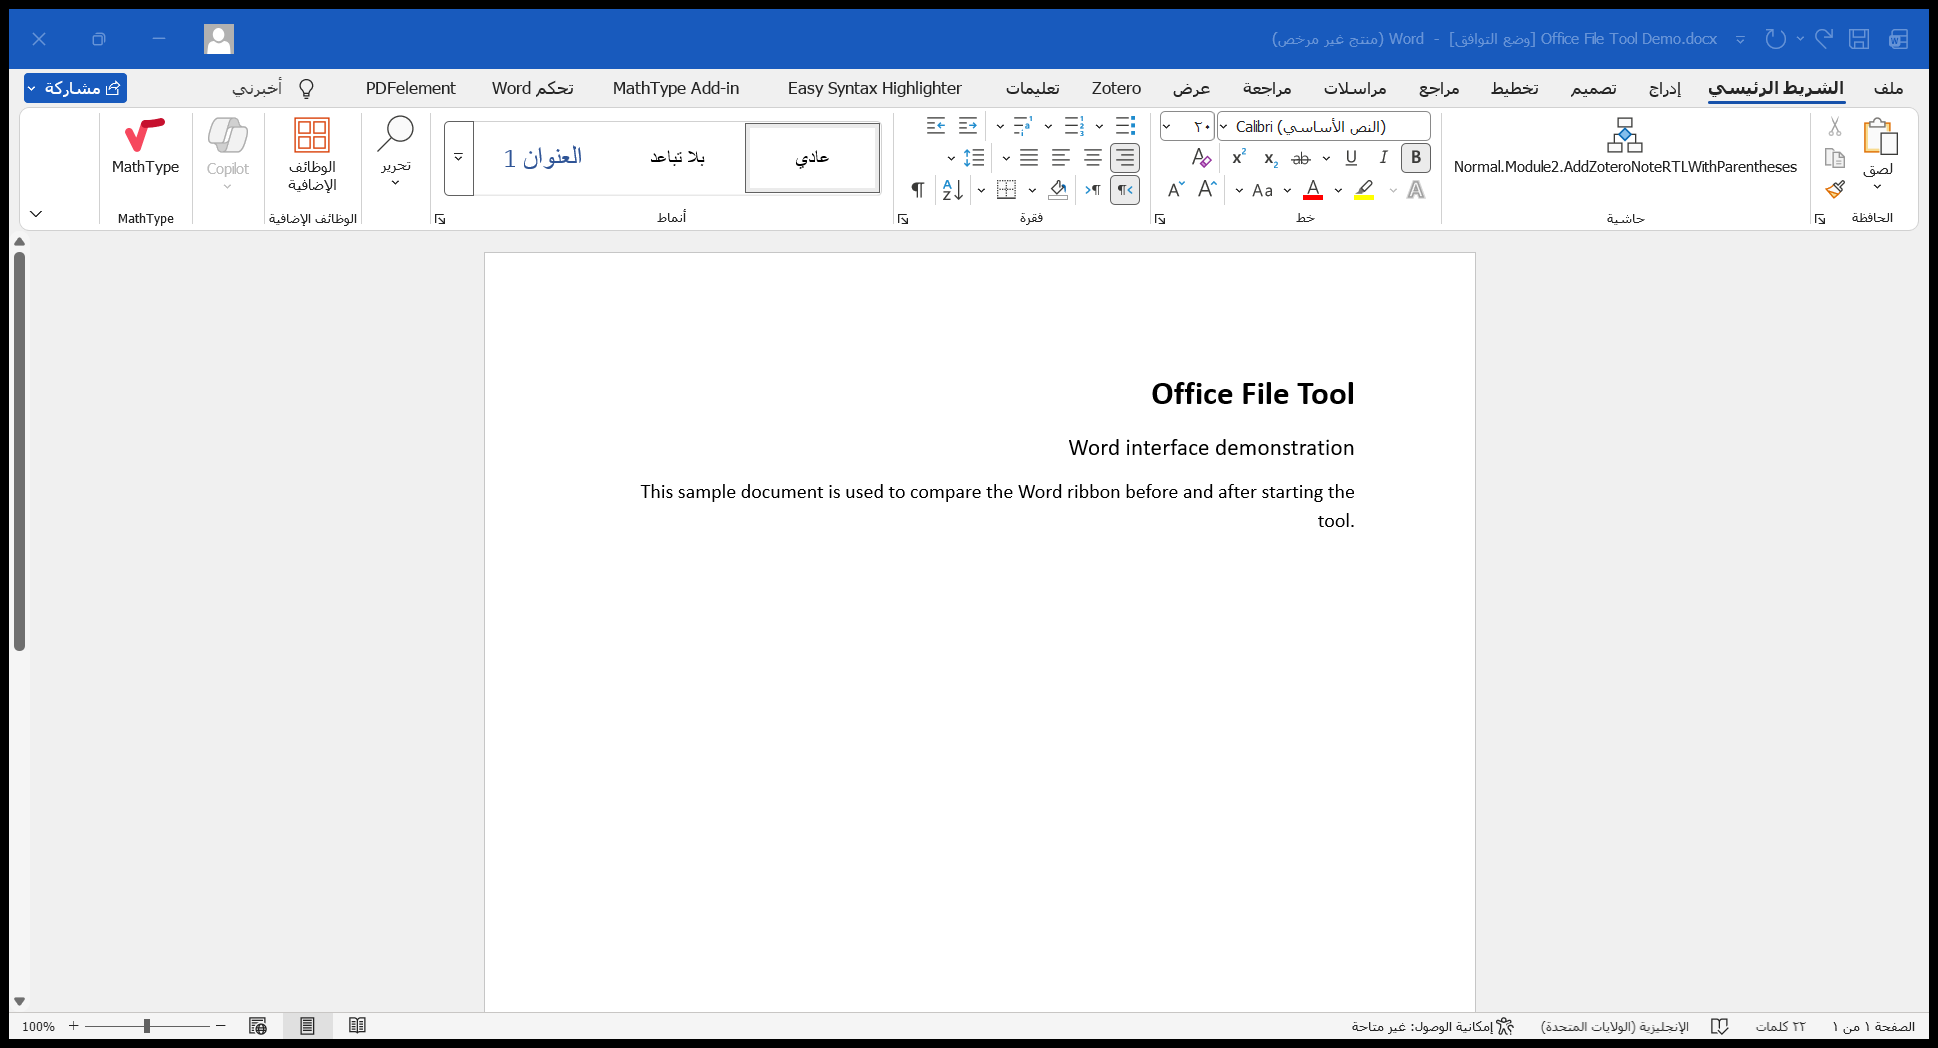 Office File Tool Demo.docx [وضع التوافق] - Word (منتج غير مرخص)
ملف
الشريط الرئيسي
إدراج
تصميم
تخطيط
مراجع
مراسلات
مراجعة
عرض
Zotero
تعليمات
Easy Syntax Highlighter
MathType Add-in
تحكم Word
PDFelement
أخبرني
مشاركة
لصق
الحافظة
Normal.Module2.AddZoteroNoteRTLWithParentheses
حاشية
Calibri (النص الأساسي)
٢٠
خط
فقرة
عادي
بلا تباعد
العنوان 1
أنماط
تحرير
الوظائف
الإضافية
الوظائف الإضافية
Copilot
MathType
MathType
Office File Tool
Word interface demonstration
This sample document is used to compare the Word ribbon before and after starting the
tool.
الصفحة ١ من ١
٢٢ كلمات
الإنجليزية (الولايات المتحدة)
إمكانية الوصول: غير متاحة
100%